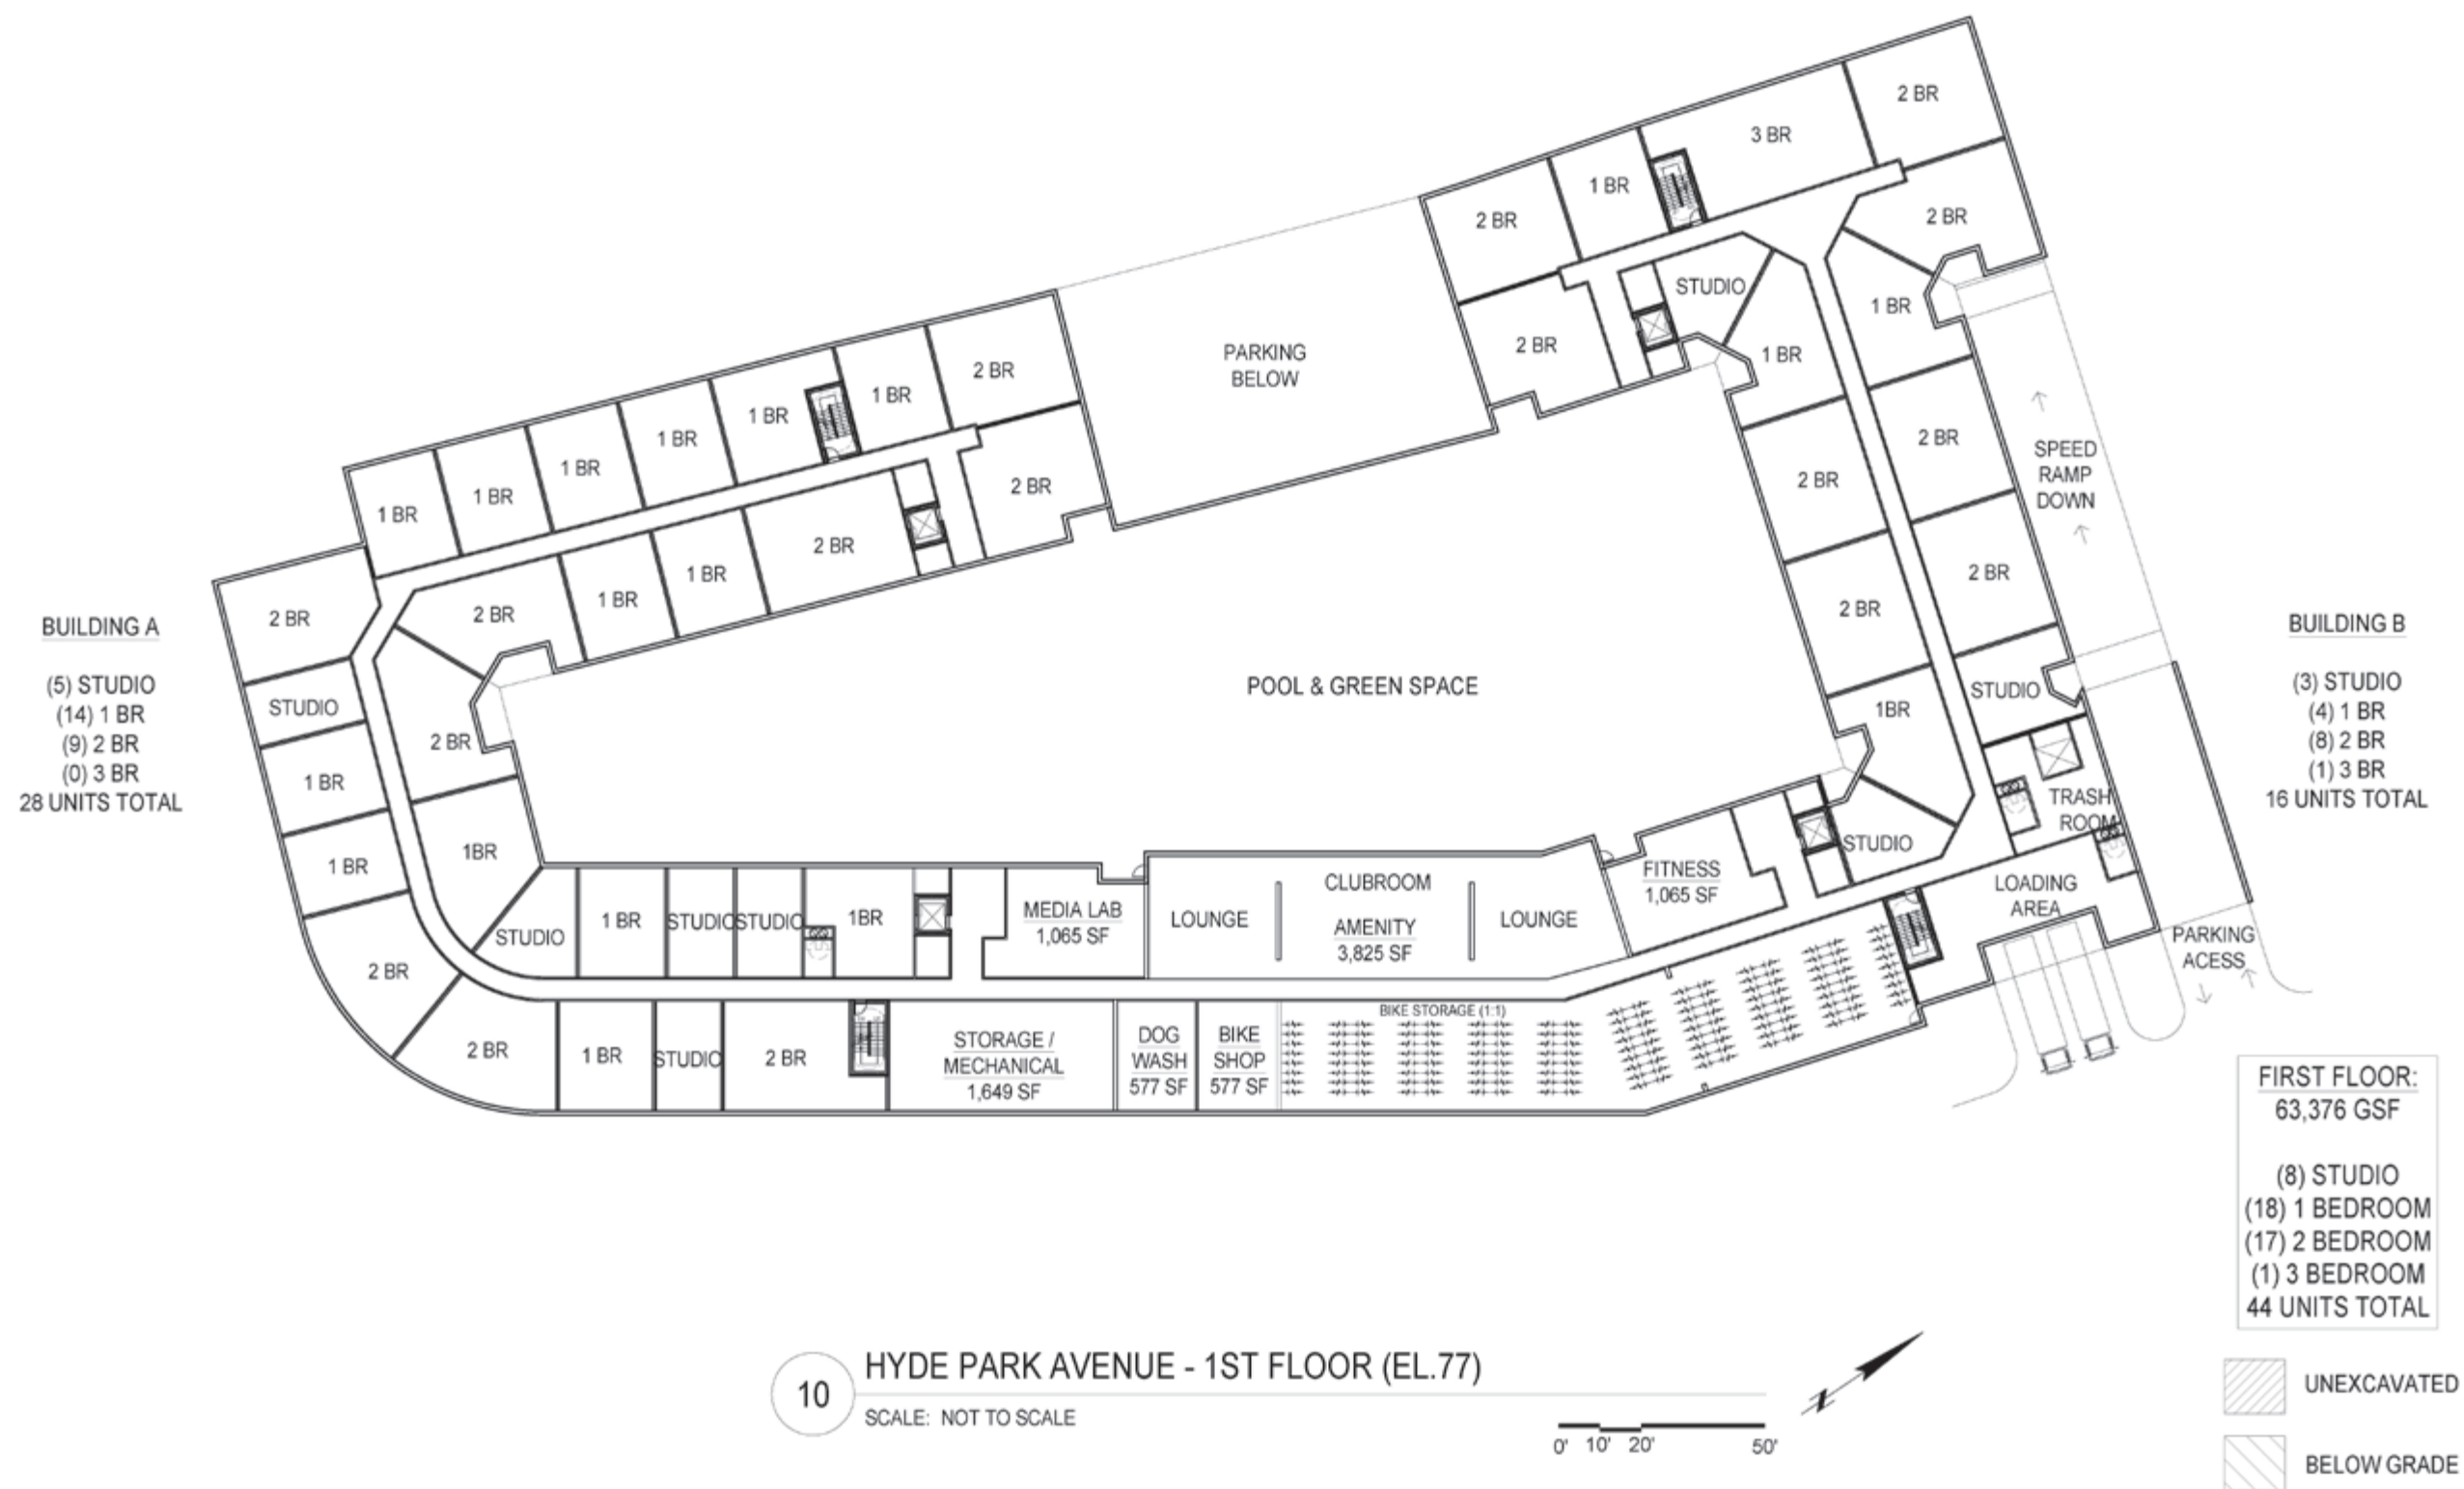 2 BR
3 BR
2 BR
1 BR
2 BR
2 BR
STUDIO
1 BR
2 BR
1 BR
PARKING
BELOW
2 BR
1 BR
1 BR
1 BR
1 BR
1 BR
1 BR
2 BR
2 BR
1 BR
1 BR
2 BR
2 BR
2 BR
SPEED
RAMP
DOWN
2 BR
2 BR
2 BR
STUDIO
1BR
STUDIO
TRASH
ROOM
LOADING
AREA
PARKING
ACESS
POOL & GREEN SPACE
BUILDING A
(5) STUDIO
(14) 1 BR
(9) 2 BR
(0) 3 BR
28 UNITS TOTAL
2 BR
STUDIO
1 BR
1 BR
2 BR
2 BR
1BR
STUDIO
1 BR
STUDIO
STUDIO
1BR
MEDIA LAB
1,065 SF
LOUNGE
CLUBROOM
AMENITY
3,825 SF
LOUNGE
FITNESS
1,065 SF
2 BR
1 BR
STUDIO
2 BR
STORAGE /
MECHANICAL
1,649 SF
DOG
WASH
577 SF
BIKE
SHOP
577 SF
BIKE STORAGE (1:1)
BUILDING B
(3) STUDIO
(4) 1 BR
(8) 2 BR
(1) 3 BR
16 UNITS TOTAL
FIRST FLOOR:
63,376 GSF
(8) STUDIO
(18) 1 BEDROOM
(17) 2 BEDROOM
(1) 3 BEDROOM
44 UNITS TOTAL
10
HYDE PARK AVENUE - 1ST FLOOR (EL.77)
SCALE: NOT TO SCALE
Z
0' 10' 20' 50'
UNEXCAVATED
BELOW GRADE